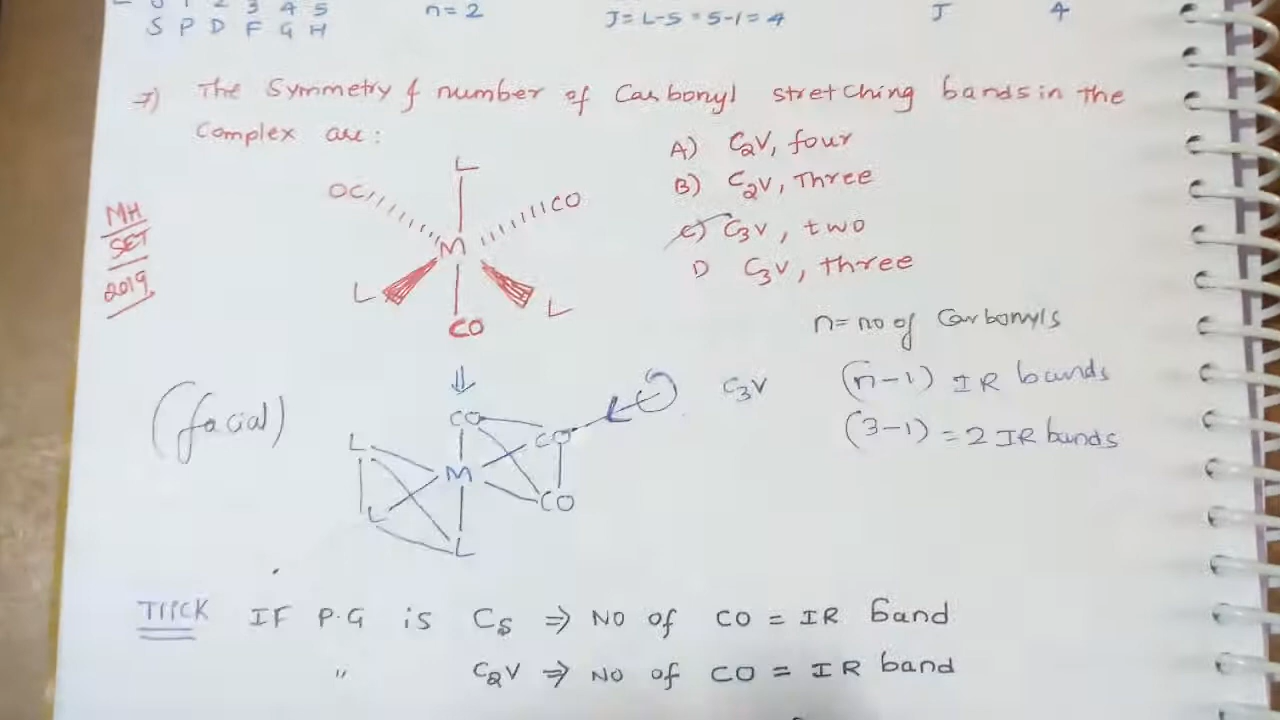 3 4 5
S P D F G H
n = 2
J = L-S = 5-1 = 4
J 4
7) The Symmetry & number of Carbonyl stretching bands in the
Complex are:
A) C2V, four
B) C2V, Three
C) C3V, two
D C3V, three
MH
SET
2019
L
OC CO
M
L L
CO
n = no of Carbonyls
(n-1) IR bands
(3-1) = 2 IR bands
C3V
(facial)
CO
L CO
M
L CO
L
TRICK IF P.G is CS ⇒ NO of CO = IR band
" C2V ⇒ NO of CO = IR band